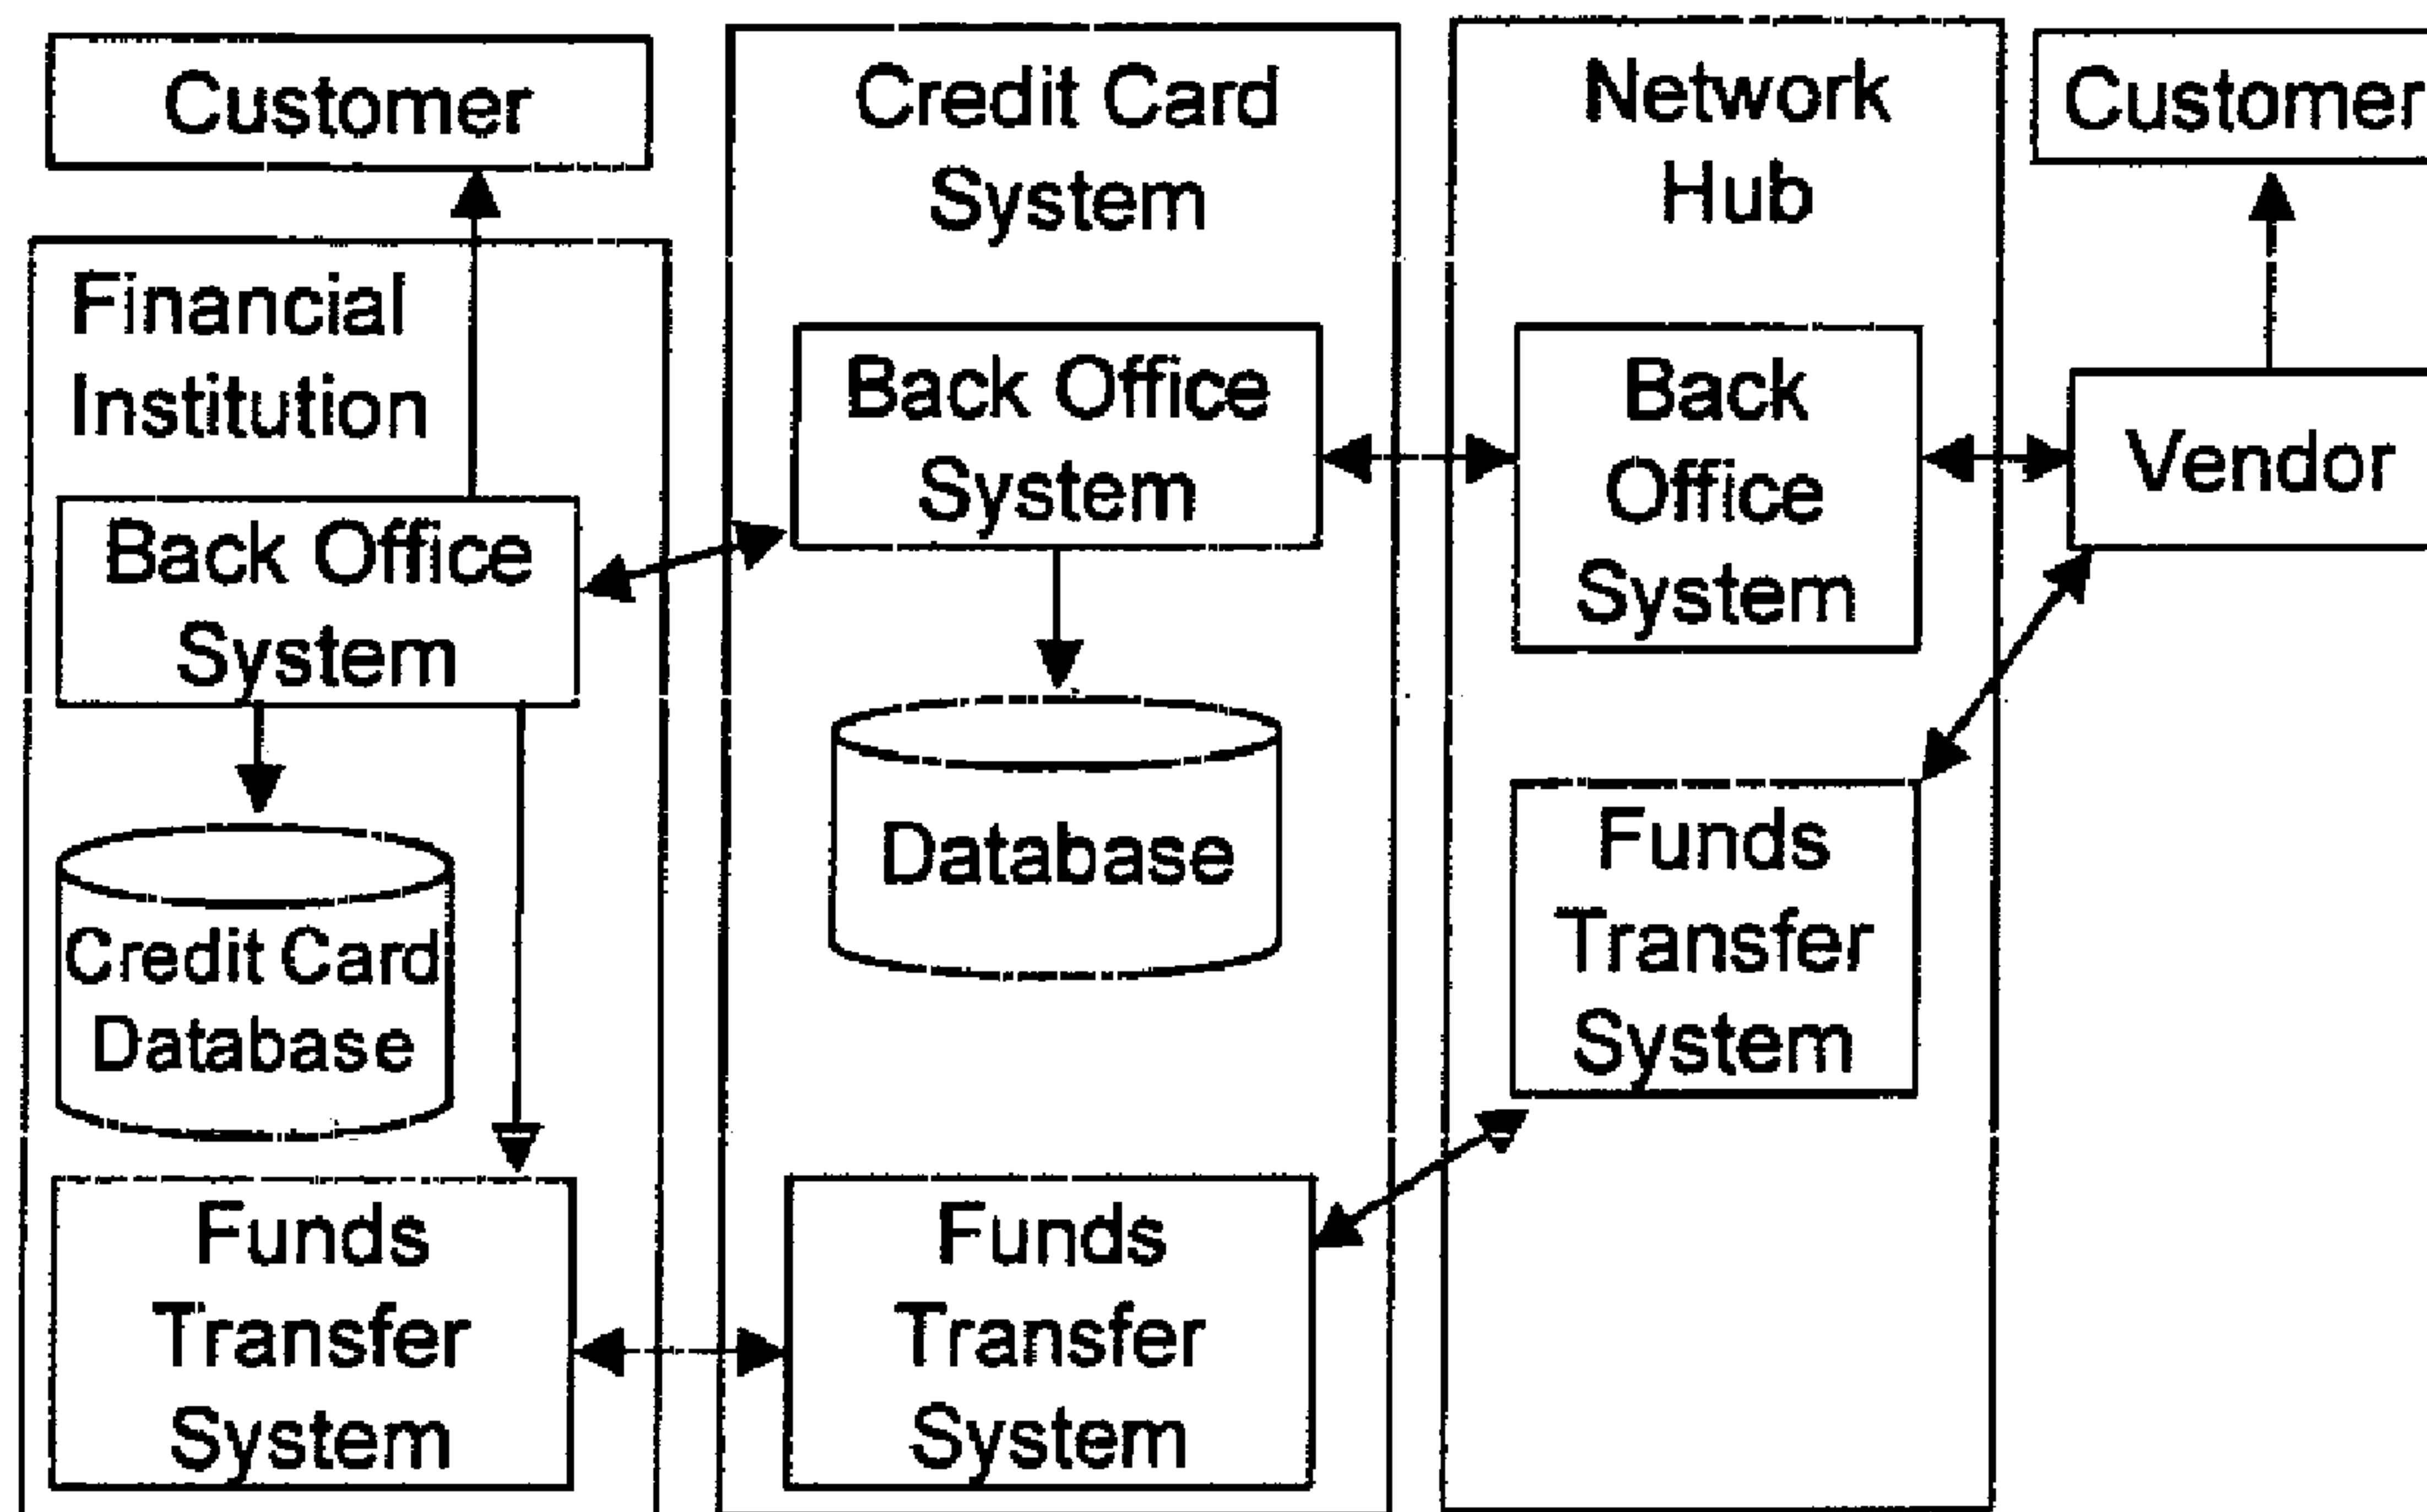 Customer
Financial
Institution
Back Office
System
Credit Card
Database
Funds
Transfer
System
Credit Card
System
Back Office
System
Database
Funds
Transfer
System
Network
Hub
Back
Office
System
Funds
Transfer
System
Customer
Vendor